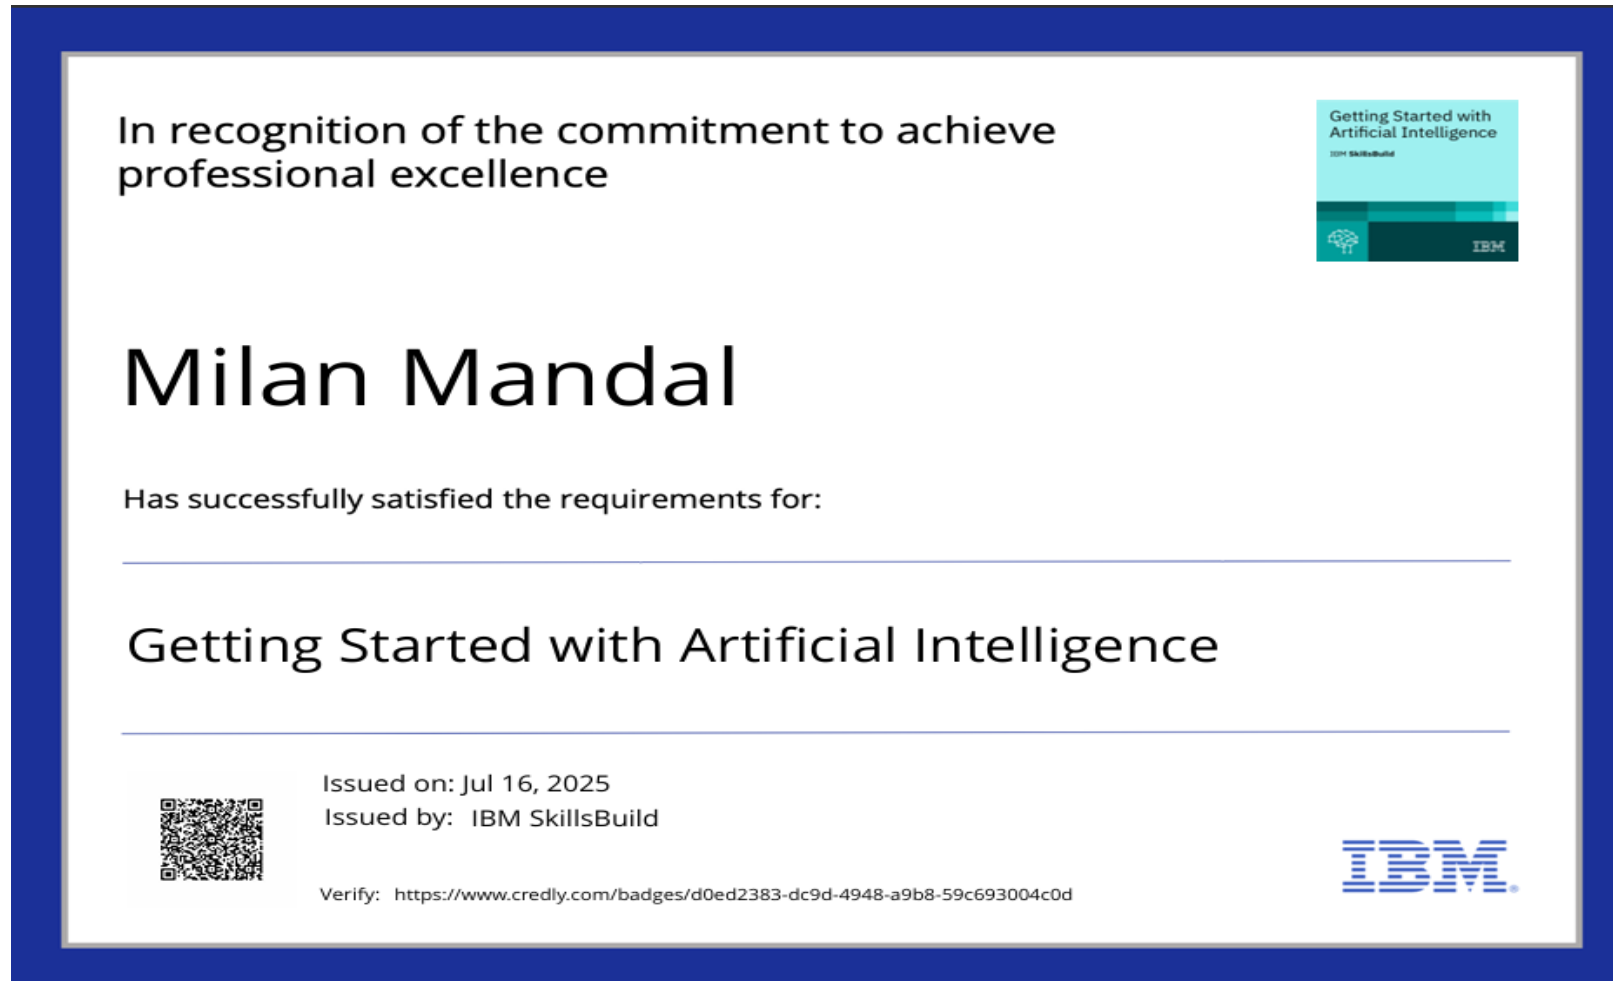 In recognition of the commitment to achieve
professional excellence
Getting Started with
Artificial Intelligence
IBM SkillsBuild
IBM
Milan Mandal
Has successfully satisfied the requirements for:
Getting Started with Artificial Intelligence
Issued on: Jul 16, 2025
Issued by: IBM SkillsBuild
Verify: https://www.credly.com/badges/d0ed2383-dc9d-4948-a9b8-59c693004c0d
IBM®